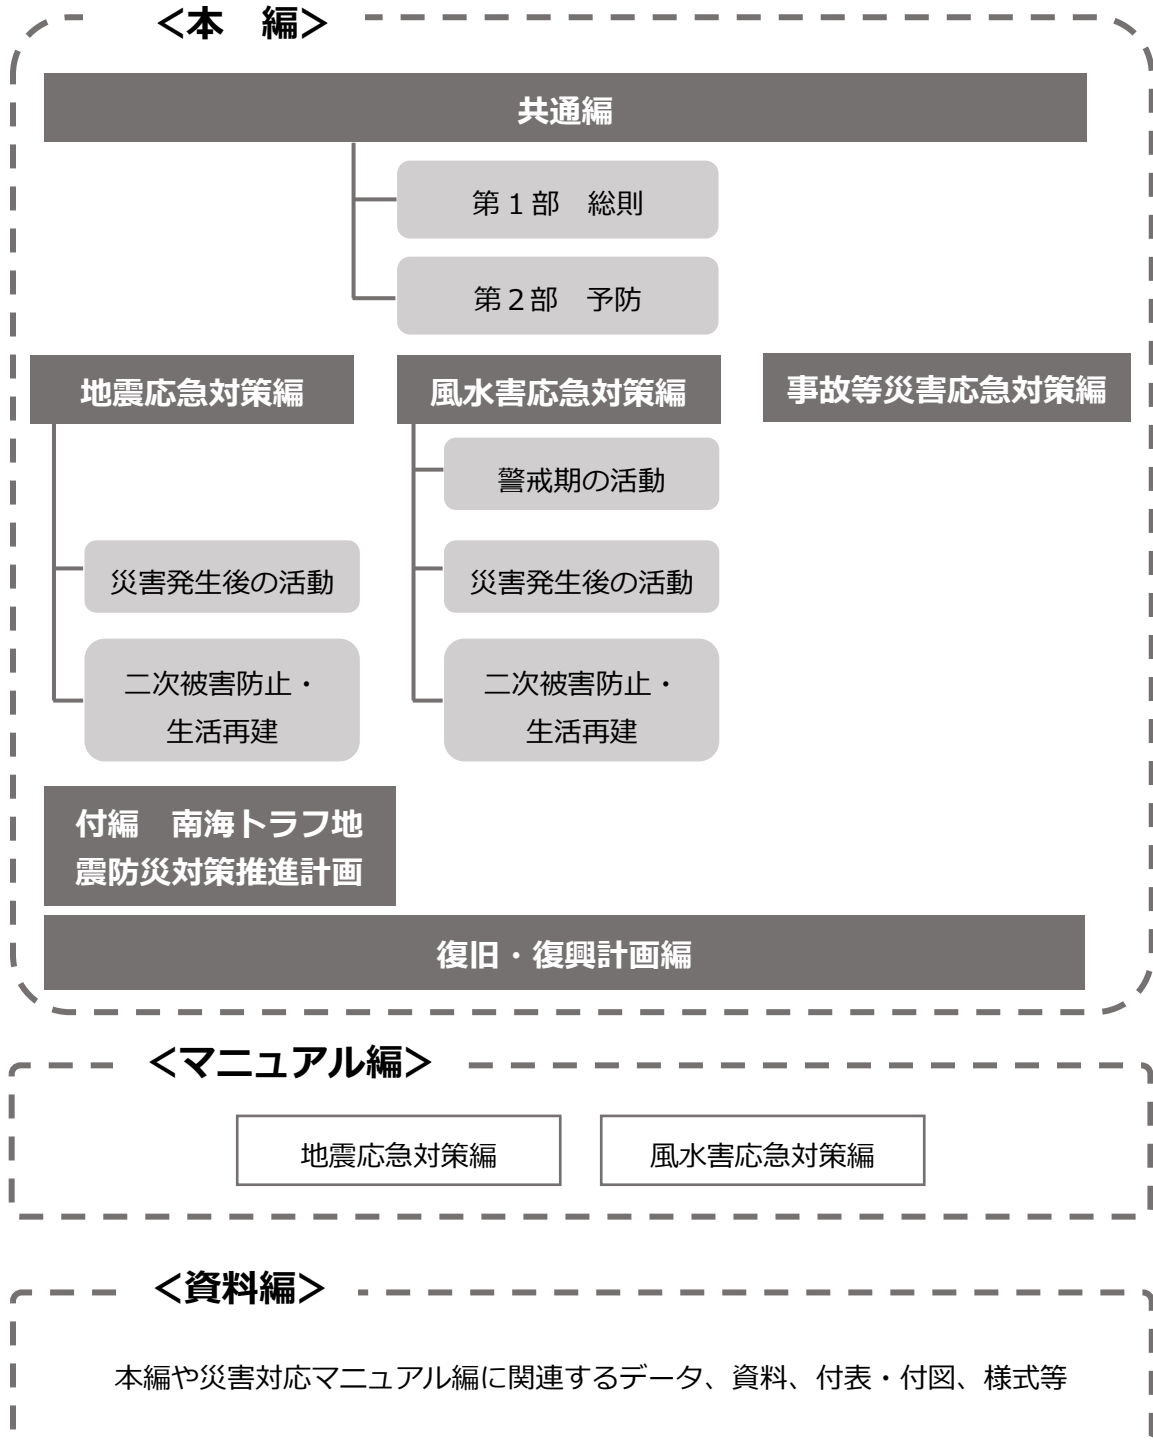 ＜本　編＞
共通編
第１部　総則
第２部　予防
地震応急対策編
風水害応急対策編
事故等災害応急対策編
警戒期の活動
災害発生後の活動
災害発生後の活動
二次被害防止・
生活再建
二次被害防止・
生活再建
付編　南海トラフ地
震防災対策推進計画
復旧・復興計画編
＜マニュアル編＞
地震応急対策編
風水害応急対策編
＜資料編＞
本編や災害対応マニュアル編に関連するデータ、資料、付表・付図、様式等